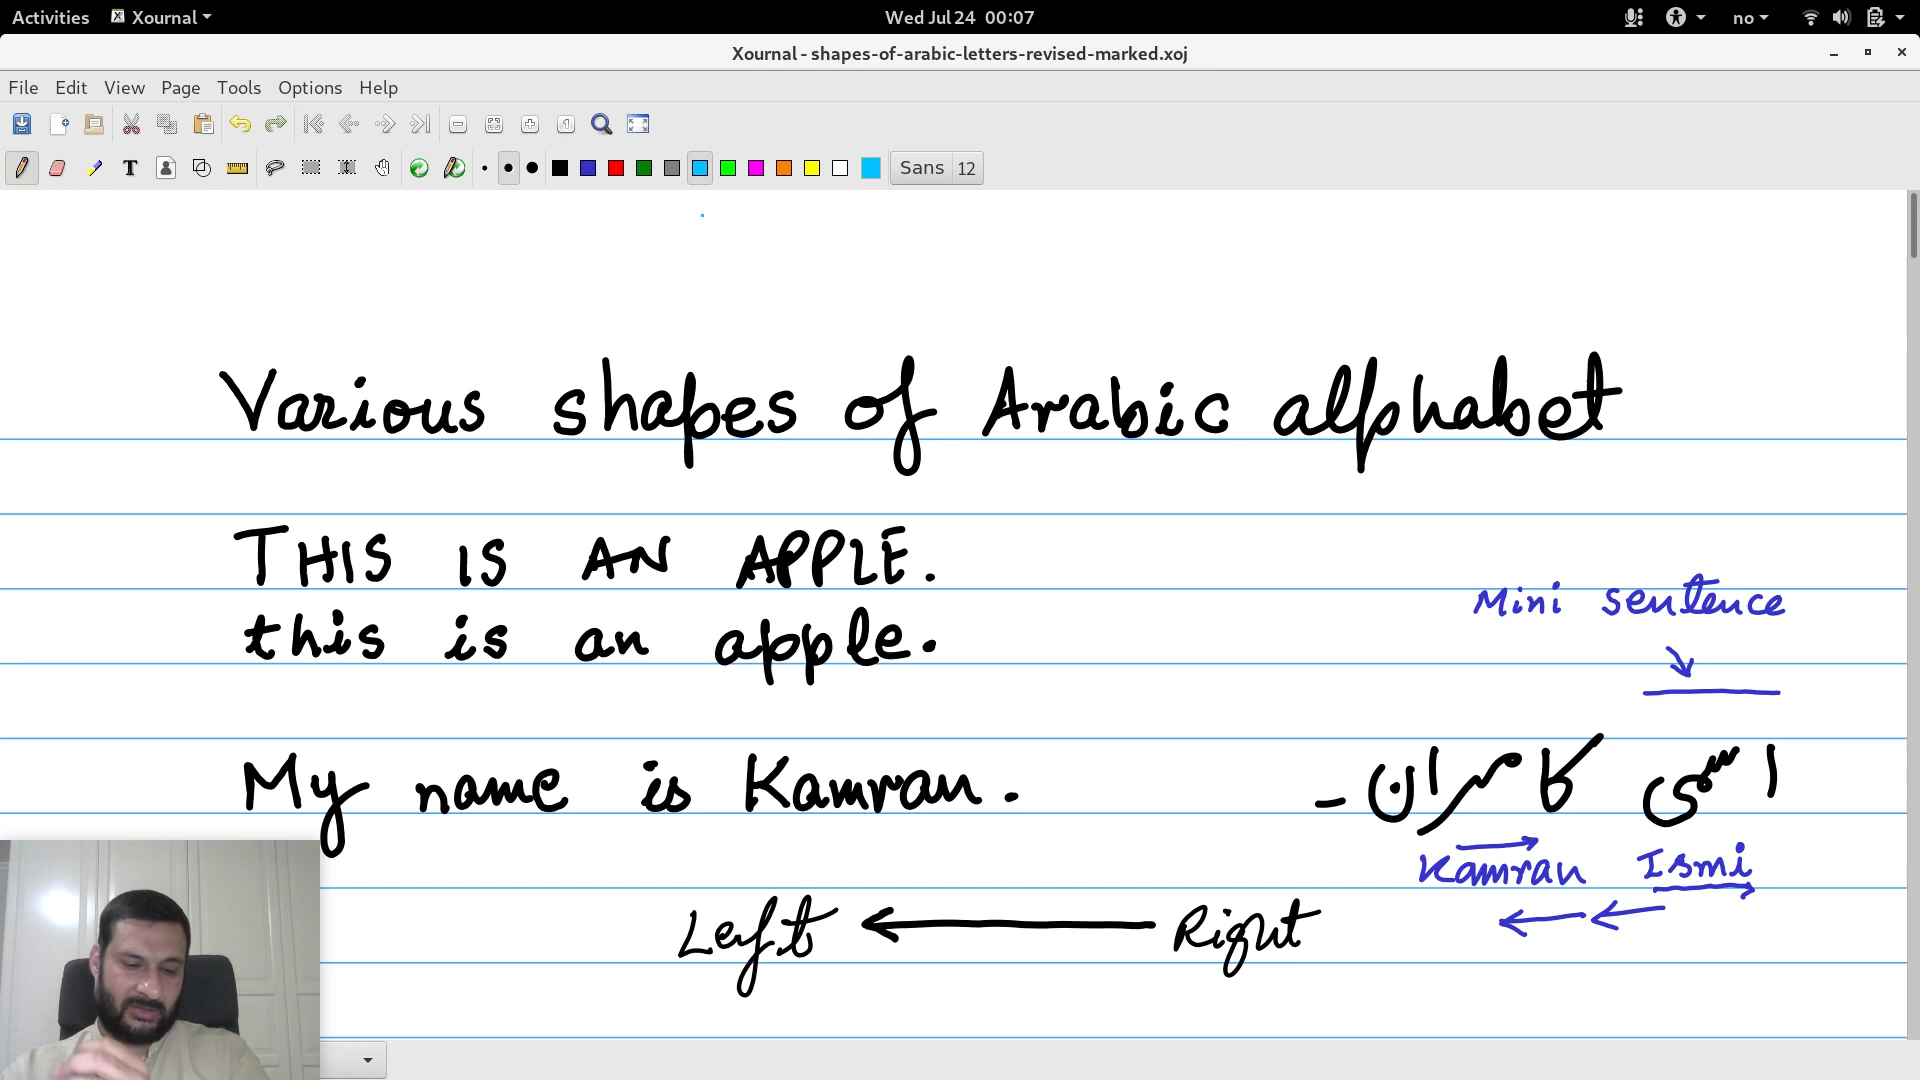 Activities Xournal Wed Jul 24 00:07 no
Xournal - shapes-of-arabic-letters-revised-marked.xoj
File Edit View Page Tools Options Help
T Sans 12
Various shapes of Arabic alphabet
THIS IS AN APPLE.
this is an apple.
Mini sentence
My name is Kamran. اسمي كامران -
Kamran Ismi
Left Right